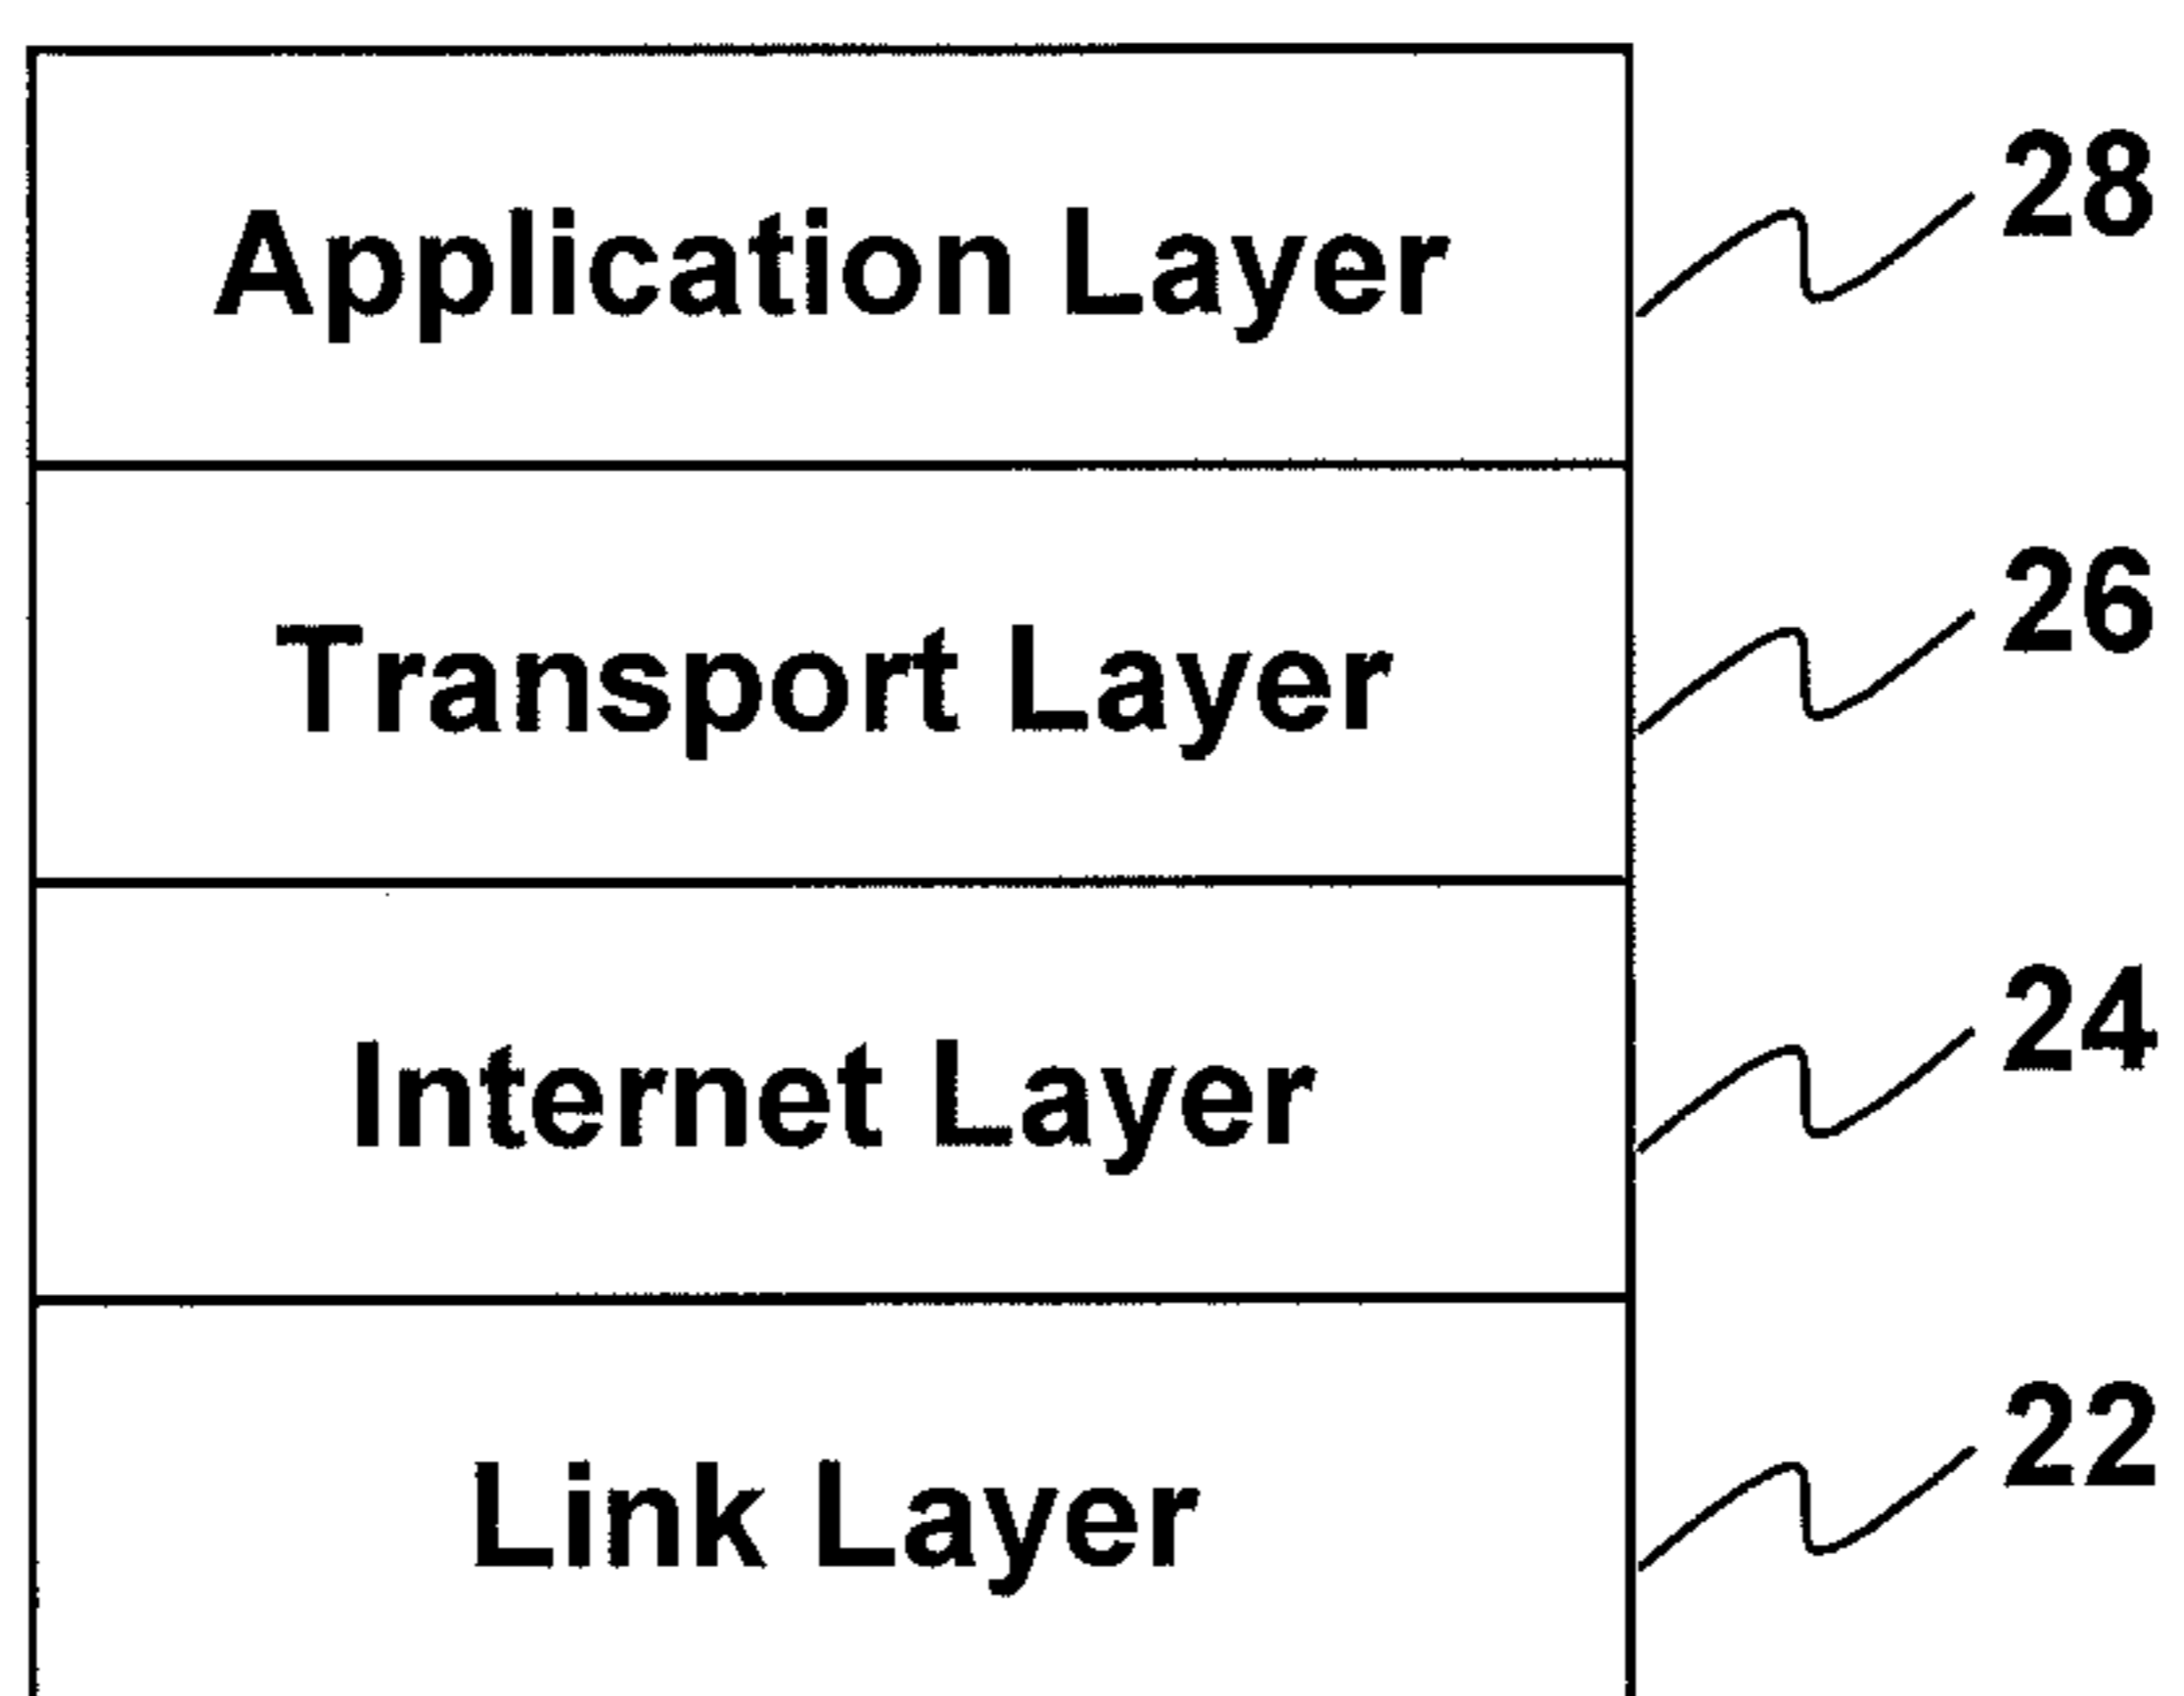 Application Layer
28
Transport Layer
26
Internet Layer
24
Link Layer
22